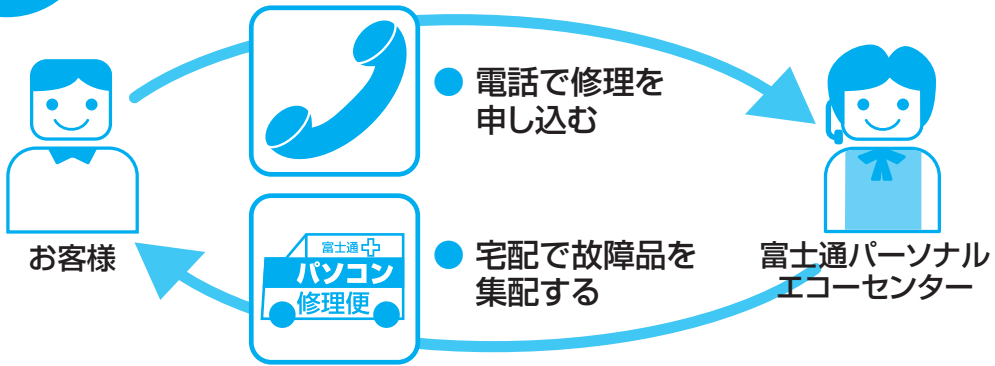 ● 電話で修理を
申し込む
お客様
富士通
パソコン
修理便
● 宅配で故障品を
集配する
富士通パーソナル
エコーセンター